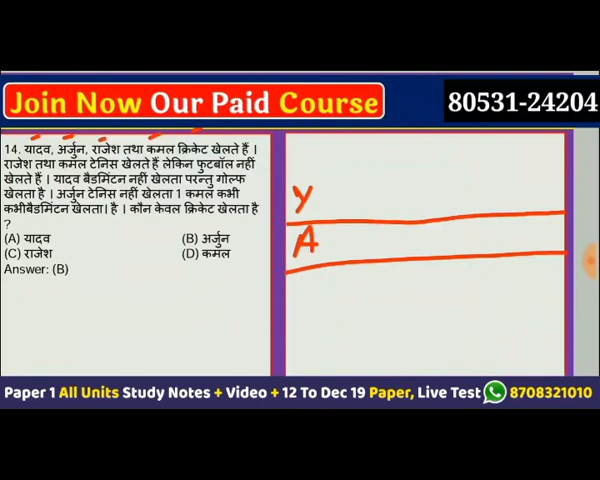 Join Now Our Paid Course
80531-24204
14. यादव, अर्जुन, राजेश तथा कमल क्रिकेट खेलते हैं ।
राजेश तथा कमल टेनिस खेलते हैं लेकिन फुटबॉल नहीं
खेलते हैं । यादव बैडमिंटन नहीं खेलता परन्तु गोल्फ
खेलता है । अर्जुन टेनिस नहीं खेलता 1 कमल कभी
कभीबैडमिंटन खेलता। है । कौन केवल क्रिकेट खेलता है
?
(A) यादव (B) अर्जुन
(C) राजेश (D) कमल
Answer: (B)
Y
A
Paper 1 All Units Study Notes + Video + 12 To Dec 19 Paper, Live Test 8708321010